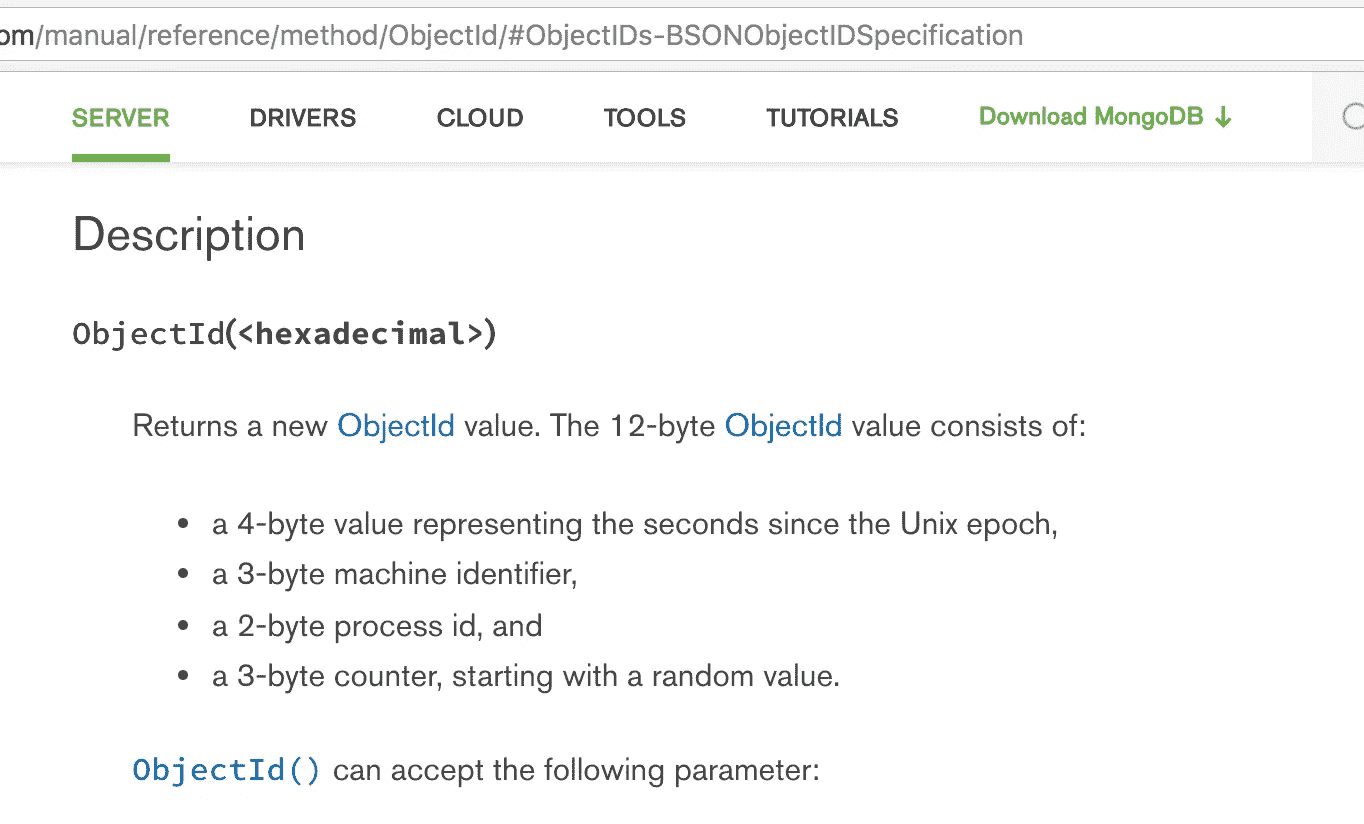 om/manual/reference/method/ObjectId/#ObjectIDs-BSONObjectIDSpecification
SERVER DRIVERS CLOUD TOOLS TUTORIALS Download MongoDB ↓
Description
ObjectId(<hexadecimal>)
Returns a new ObjectId value. The 12-byte ObjectId value consists of:
• a 4-byte value representing the seconds since the Unix epoch,
• a 3-byte machine identifier,
• a 2-byte process id, and
• a 3-byte counter, starting with a random value.
ObjectId() can accept the following parameter: